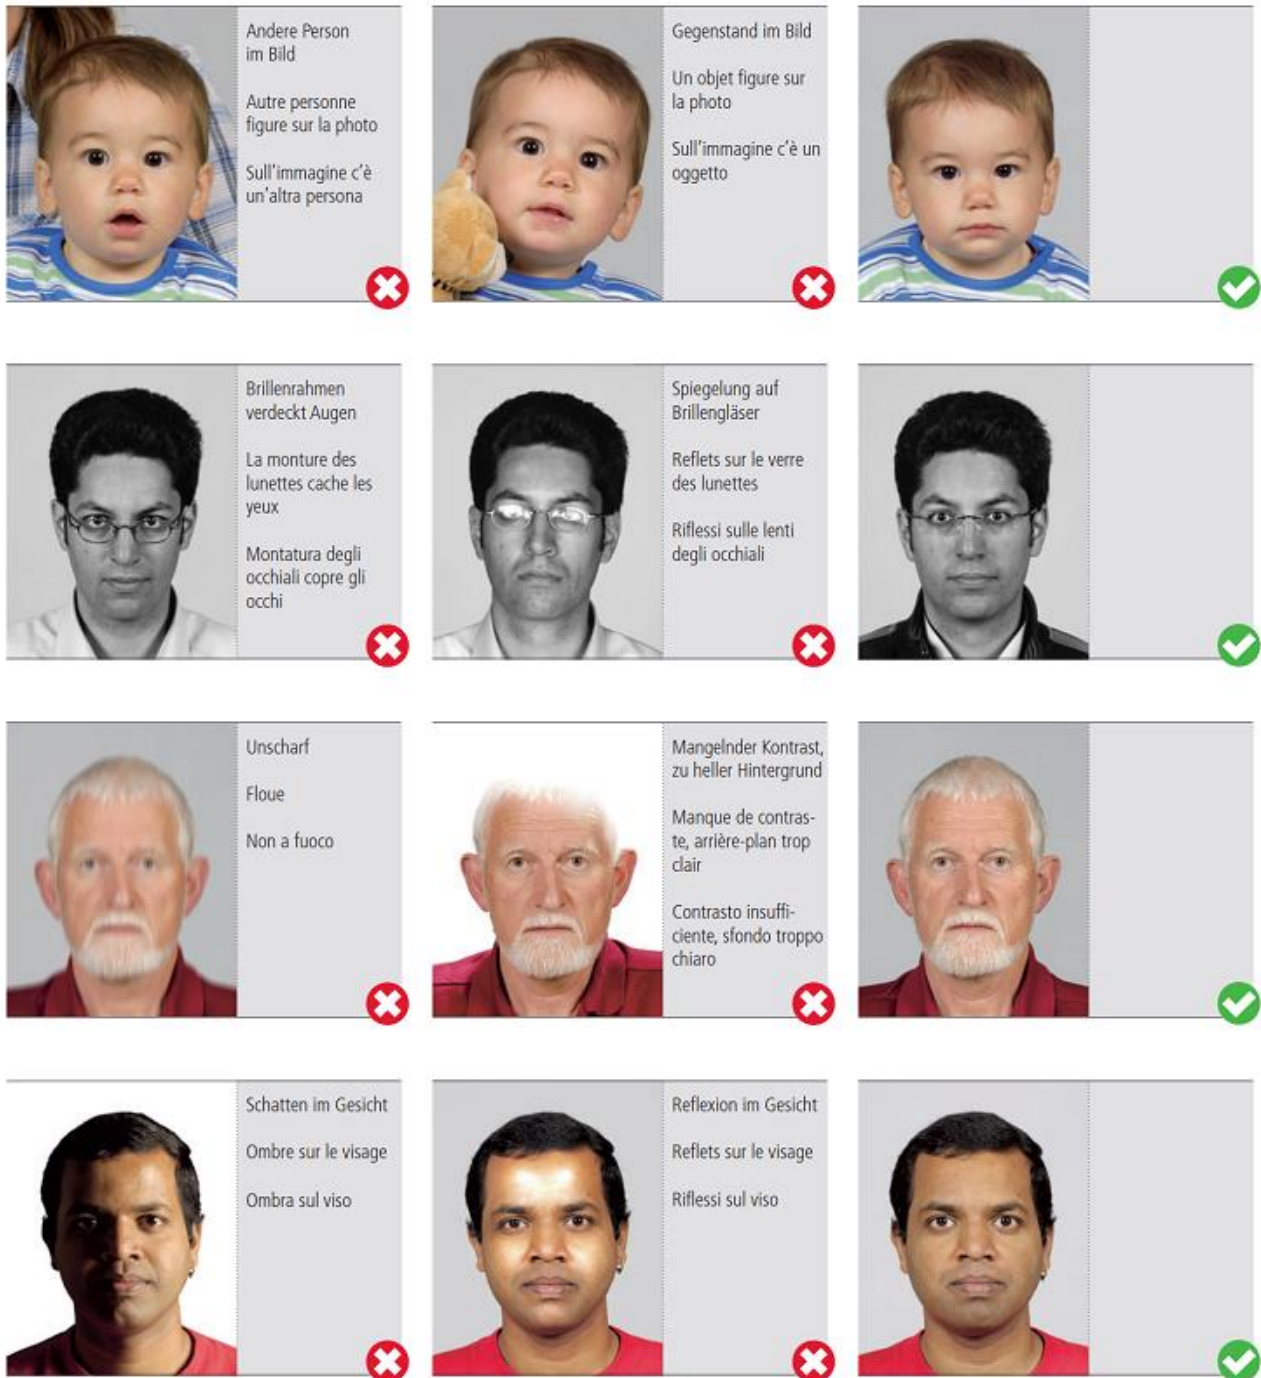 Andere Person
im Bild
Autre personne
figure sur la photo
Sull'immagine c'è
un'altra persona
Gegenstand im Bild
Un objet figure sur
la photo
Sull'immagine c'è un
oggetto
Brillenrahmen
verdeckt Augen
La monture des
lunettes cache les
yeux
Montatura degli
occhiali copre gli
occhi
Spiegelung auf
Brillengläser
Reflets sur le verre
des lunettes
Riflessi sulle lenti
degli occhiali
Unscharf
Floue
Non a fuoco
Mangelnder Kontrast,
zu heller Hintergrund
Manque de contras-
te, arrière-plan trop
clair
Contrasto insuffi-
ciente, sfondo troppo
chiaro
Schatten im Gesicht
Ombre sur le visage
Ombra sul viso
Reflexion im Gesicht
Reflets sur le visage
Riflessi sul viso